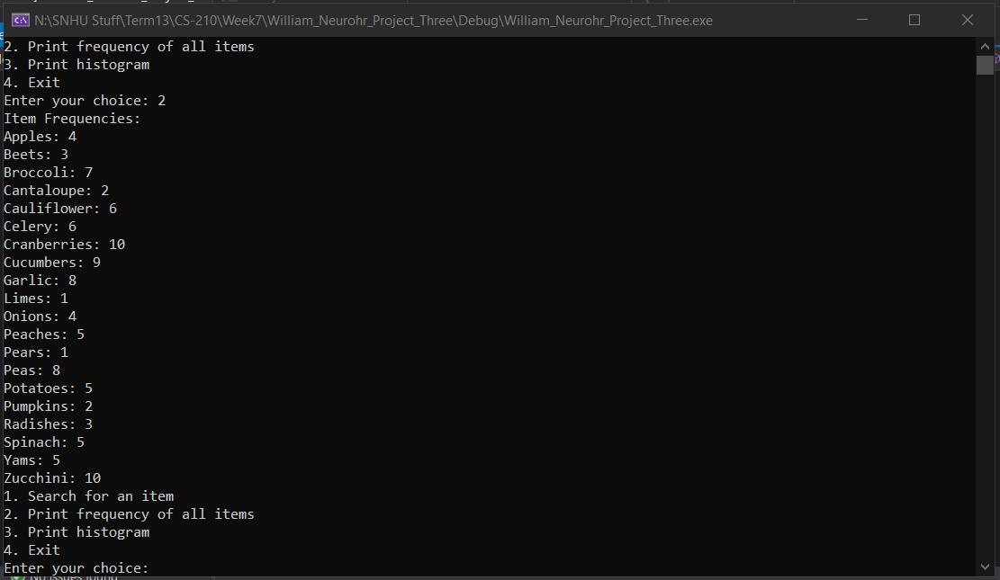 N:\SNHU Stuff\Term13\CS-210\Week7\William_Neurohr_Project_Three\Debug\William_Neurohr_Project_Three.exe
2. Print frequency of all items
3. Print histogram
4. Exit
Enter your choice: 2
Item Frequencies:
Apples: 4
Beets: 3
Broccoli: 7
Cantaloupe: 2
Cauliflower: 6
Celery: 6
Cranberries: 10
Cucumbers: 9
Garlic: 8
Limes: 1
Onions: 4
Peaches: 5
Pears: 1
Peas: 8
Potatoes: 5
Pumpkins: 2
Radishes: 3
Spinach: 5
Yams: 5
Zucchini: 10
1. Search for an item
2. Print frequency of all items
3. Print histogram
4. Exit
Enter your choice:
No issues found